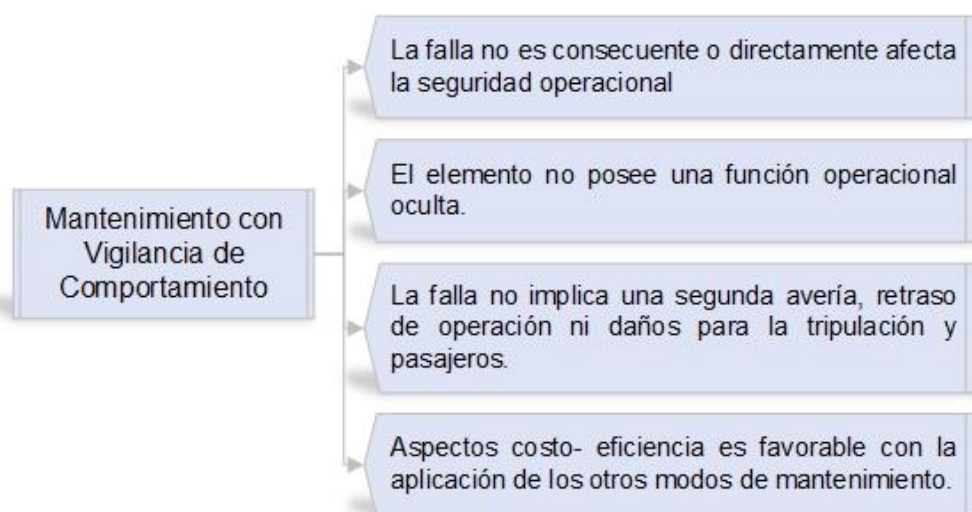 Mantenimiento con
Vigilancia de
Comportamiento
La falla no es consecuente o directamente afecta
la seguridad operacional
El elemento no posee una función operacional
oculta.
La falla no implica una segunda avería, retraso
de operación ni daños para la tripulación y
pasajeros.
Aspectos costo- eficiencia es favorable con la
aplicación de los otros modos de mantenimiento.